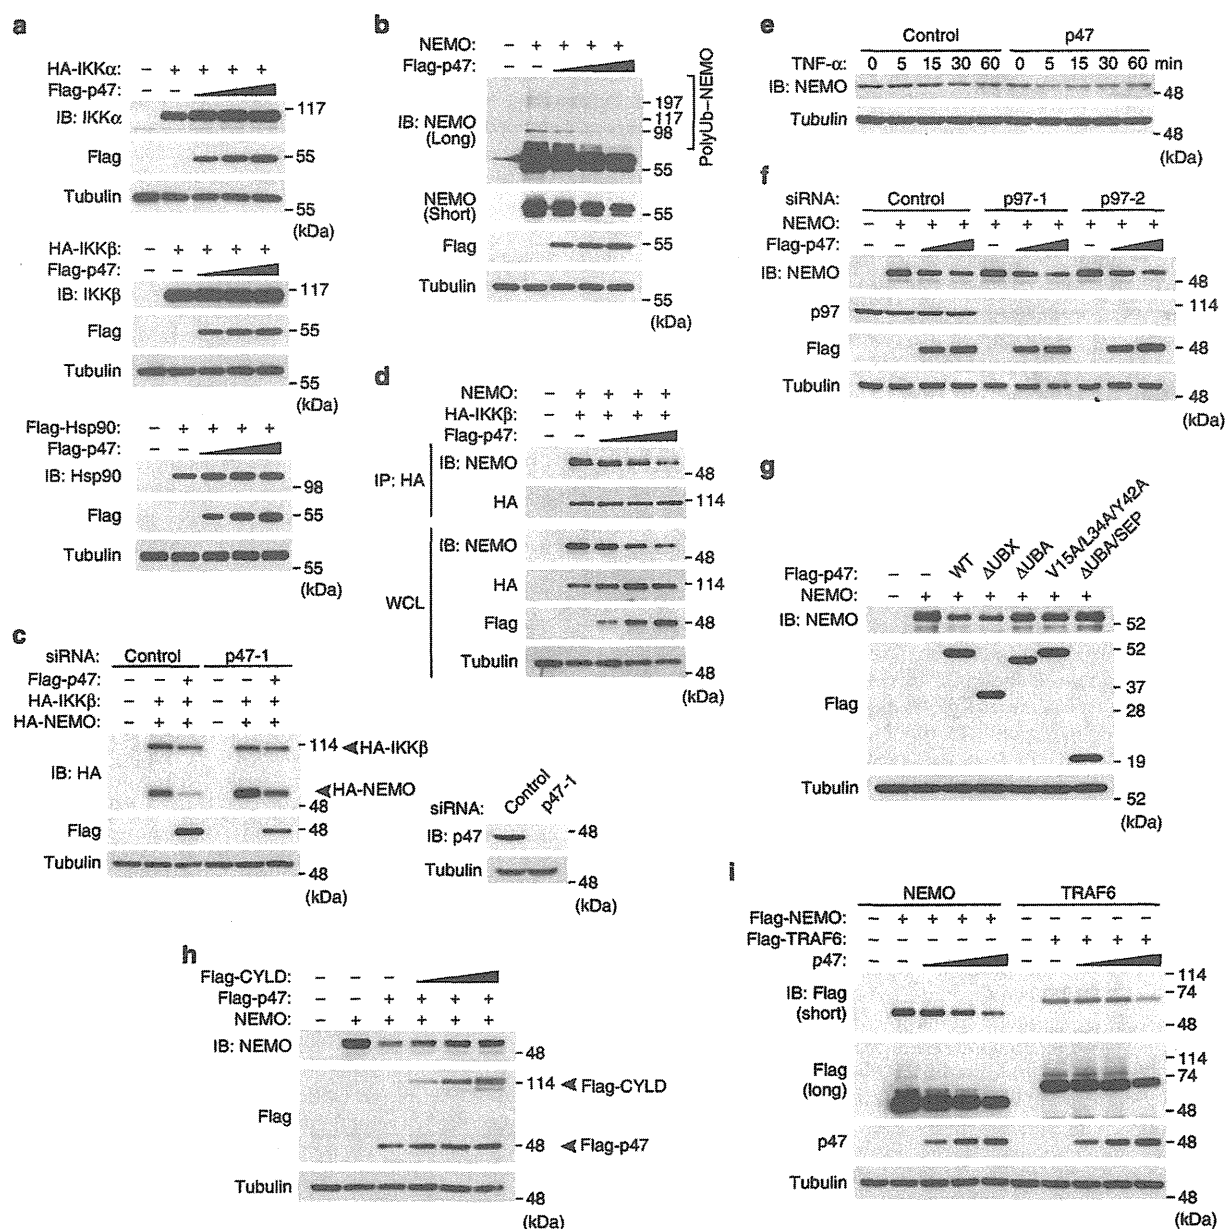 a
HA-IKKα: – + + + +
Flag-p47: – –
IB: IKKα
-117
Flag
-55
Tubulin
-55
(kDa)
HA-IKKβ: – + + + +
Flag-p47: – –
IB: IKKβ
-117
Flag
-55
Tubulin
-55
(kDa)
Flag-Hsp90: – + + + +
Flag-p47: – –
IB: Hsp90
-98
Flag
-55
Tubulin
-55
(kDa)
b
NEMO: – + + + +
Flag-p47: – –
PolyUb–NEMO
IB: NEMO
(Long)
-197
-117
-98
-55
NEMO
(Short)
-55
Flag
-55
Tubulin
-55
(kDa)
c
siRNA: Control p47-1
Flag-p47: – – + – – +
HA-IKKβ: – + + – + +
HA-NEMO: – + + – + +
IB: HA
-114 HA-IKKβ
HA-NEMO
-48
Flag
-48
Tubulin
-48
(kDa)
siRNA: Control p47-1
IB: p47
-48
Tubulin
-48
(kDa)
d
NEMO: – + + + +
HA-IKKβ: – + + + +
Flag-p47: – –
IP: HA
IB: NEMO
-48
HA
-114
WCL
IB: NEMO
-48
HA
-114
Flag
-48
Tubulin
-48
(kDa)
e
Control p47
TNF-α: 0 5 15 30 60 0 5 15 30 60 min
IB: NEMO
-48
Tubulin
-48
(kDa)
f
siRNA: Control p97-1 p97-2
NEMO: – + + + + + + + + +
Flag-p47: – – – –
IB: NEMO
-48
p97
-114
Flag
-48
Tubulin
-48
(kDa)
g
Flag-p47: – – WT ΔUBX ΔUBA V15A/L34A/Y42A ΔUBA/SEP
NEMO: – + + + + + +
IB: NEMO
-52
Flag
-52
-37
-28
-19
Tubulin
-52
(kDa)
h
Flag-CYLD: – – –
Flag-p47: – – + + + +
NEMO: – + + + + +
IB: NEMO
-48
Flag
-114 Flag-CYLD
-48 Flag-p47
Tubulin
-48
(kDa)
i
NEMO TRAF6
Flag-NEMO: – + + + + – – – – –
Flag-TRAF6: – – – – – – + + + +
p47: – – – –
IB: Flag
(short)
-114
-74
-48
Flag
(long)
-114
-74
-48
p47
-48
Tubulin
-48
(kDa)